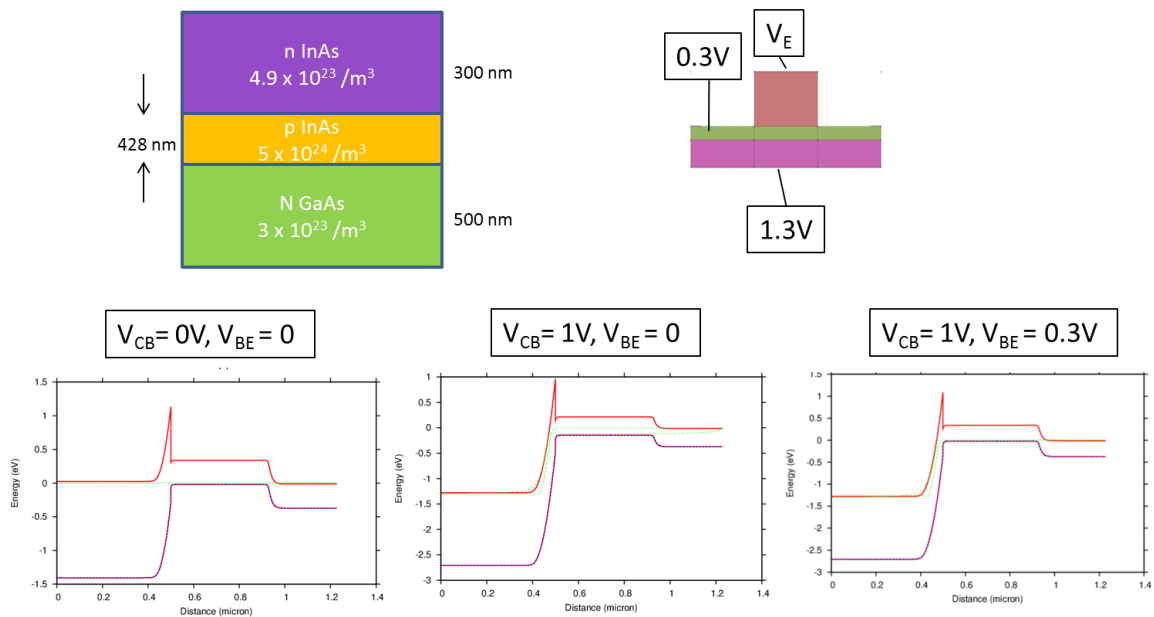 n InAs
4.9 x 10²³ /m³
300 nm
428 nm
p InAs
5 x 10²⁴/m³
N GaAs
3 x 10²³/m³
500 nm
0.3V
V_E
1.3V
V_CB= 0V, V_BE = 0
V_CB= 1V, V_BE = 0
V_CB= 1V, V_BE = 0.3V
1.5
1
0.5
0
-0.5
-1
-1.5
Energy (eV)
0 0.2 0.4 0.6 0.8 1 1.2 1.4
Distance (micron)
1
0.5
0
-0.5
-1
-1.5
-2
-2.5
-3
Energy (eV)
0 0.2 0.4 0.6 0.8 1 1.2 1.4
Distance (micron)
1.5
1
0.5
0
-0.5
-1
-1.5
-2
-2.5
-3
Energy (eV)
0 0.2 0.4 0.6 0.8 1 1.2 1.4
Distance (micron)